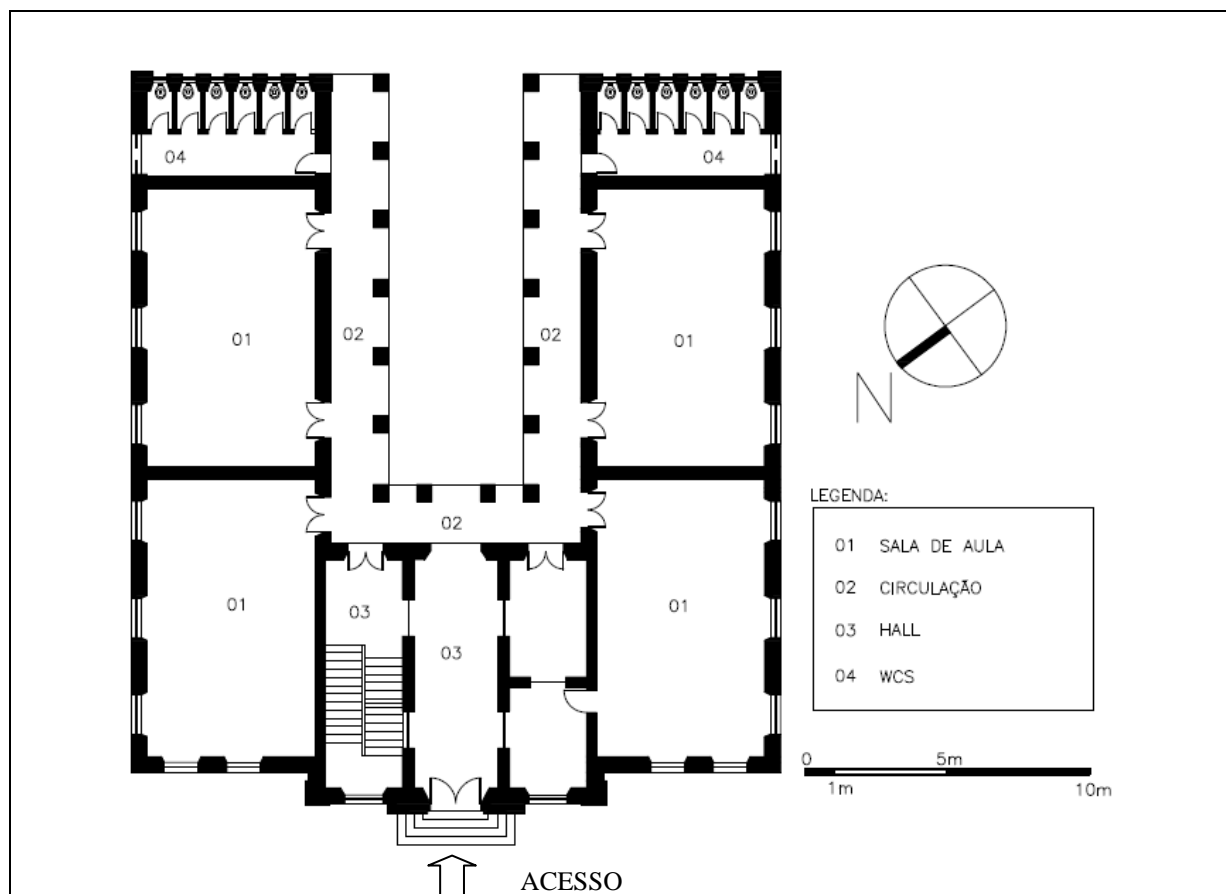 04
04
01
02
02
01
N
02
LEGENDA:
01 SALA DE AULA
02 CIRCULAÇÃO
03 HALL
04 WCS
01
03
01
03
0 5m
1m 10m
ACESSO